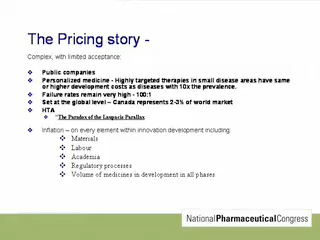 The Pricing story -
Complex, with limited acceptance:
❖ Public companies
❖ Personalized medicine - Highly targeted therapies in small disease areas have same
or higher development costs as diseases with 10x the prevalence.
❖ Failure rates remain very high - 100:1
❖ Set at the global level – Canada represents 2-3% of world market
❖ HTA
❖ "The Paradox of the Laspacis Parallax
❖ Inflation – on every element within innovation development including:
❖ Materials
❖ Labour
❖ Academia
❖ Regulatory processes
❖ Volume of medicines in development in all phases
NationalPharmaceuticalCongress